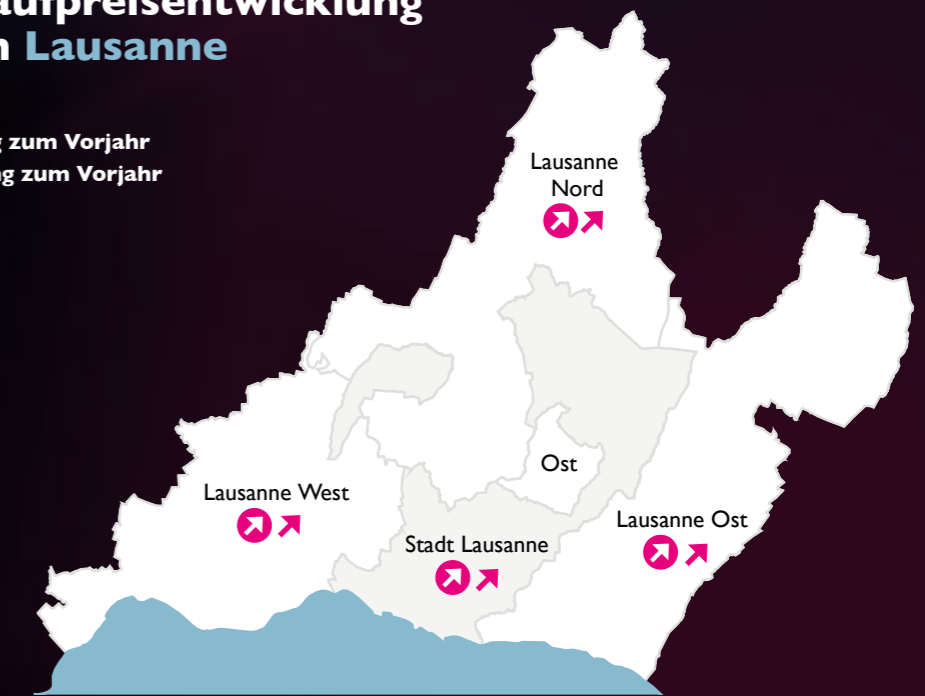 aufpreisentwicklung
Lausanne
zum Vorjahr
zum Vorjahr
Lausanne
Nord
Ost
Lausanne West
Lausanne Ost
Stadt Lausanne